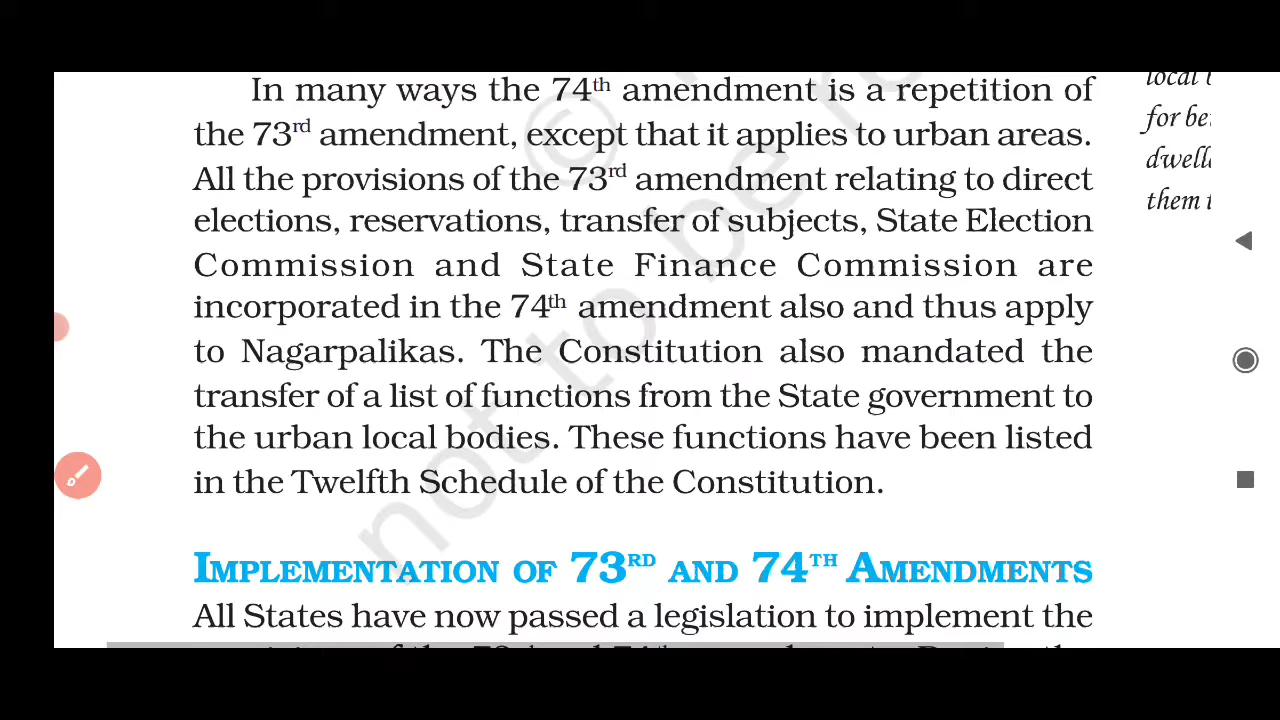 In many ways the 74th amendment is a repetition of
the 73rd amendment, except that it applies to urban areas.
All the provisions of the 73rd amendment relating to direct
elections, reservations, transfer of subjects, State Election
Commission and State Finance Commission are
incorporated in the 74th amendment also and thus apply
to Nagarpalikas. The Constitution also mandated the
transfer of a list of functions from the State government to
the urban local bodies. These functions have been listed
in the Twelfth Schedule of the Constitution.
IMPLEMENTATION OF 73RD AND 74TH AMENDMENTS
All States have now passed a legislation to implement the
local
for
them
©
not to be